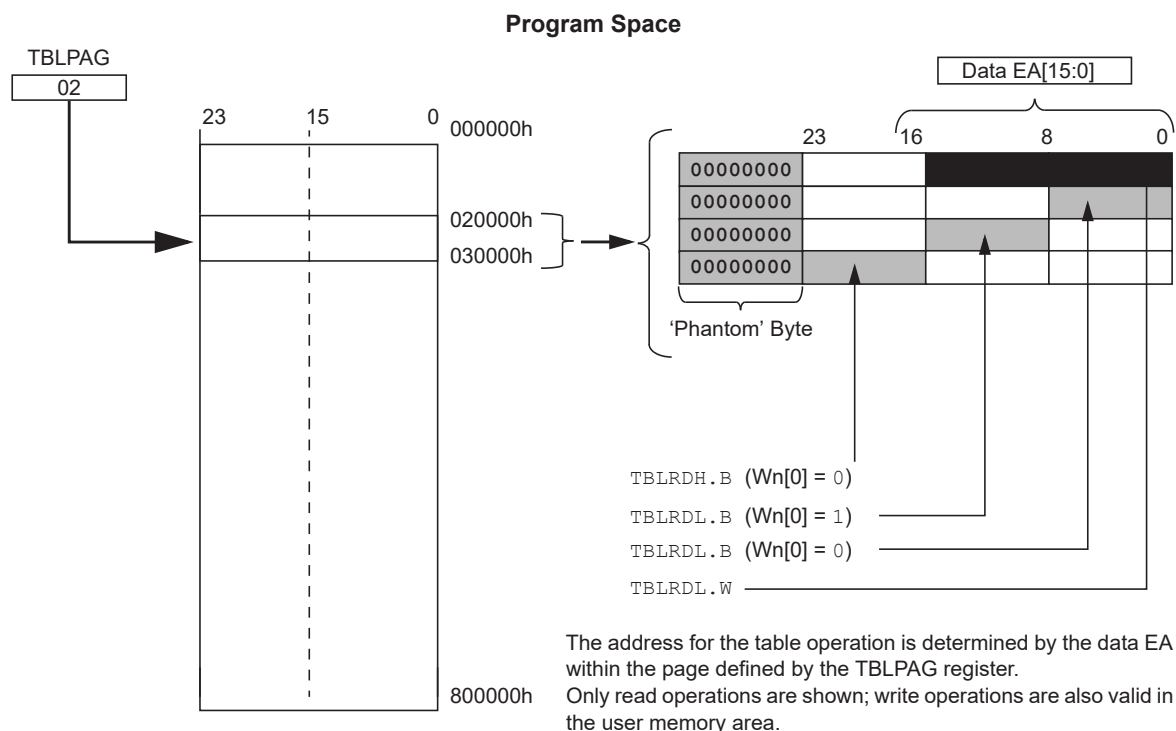 Program Space
TBLPAG
02
23 15 0
000000h
020000h
030000h
800000h
Data EA[15:0]
23 16 8 0
00000000
00000000
00000000
00000000
‘Phantom’ Byte
TBLRDH.B (Wn[0] = 0)
TBLRDL.B (Wn[0] = 1)
TBLRDL.B (Wn[0] = 0)
TBLRDL.W
The address for the table operation is determined by the data EA
within the page defined by the TBLPAG register.
Only read operations are shown; write operations are also valid in
the user memory area.